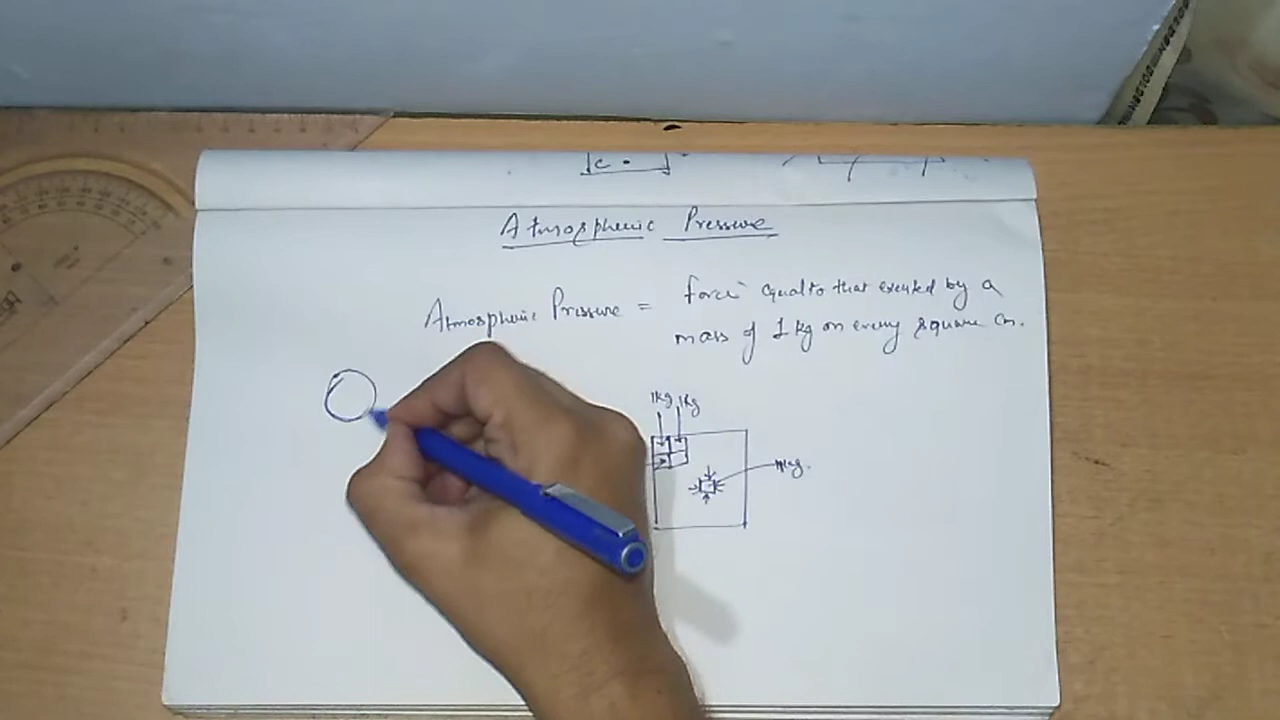 c
Atmospheric Pressure
Atmospheric Pressure = force equal to that exerted by a
mass of 1 kg on every square cm.
1kg 1kg
1kg.